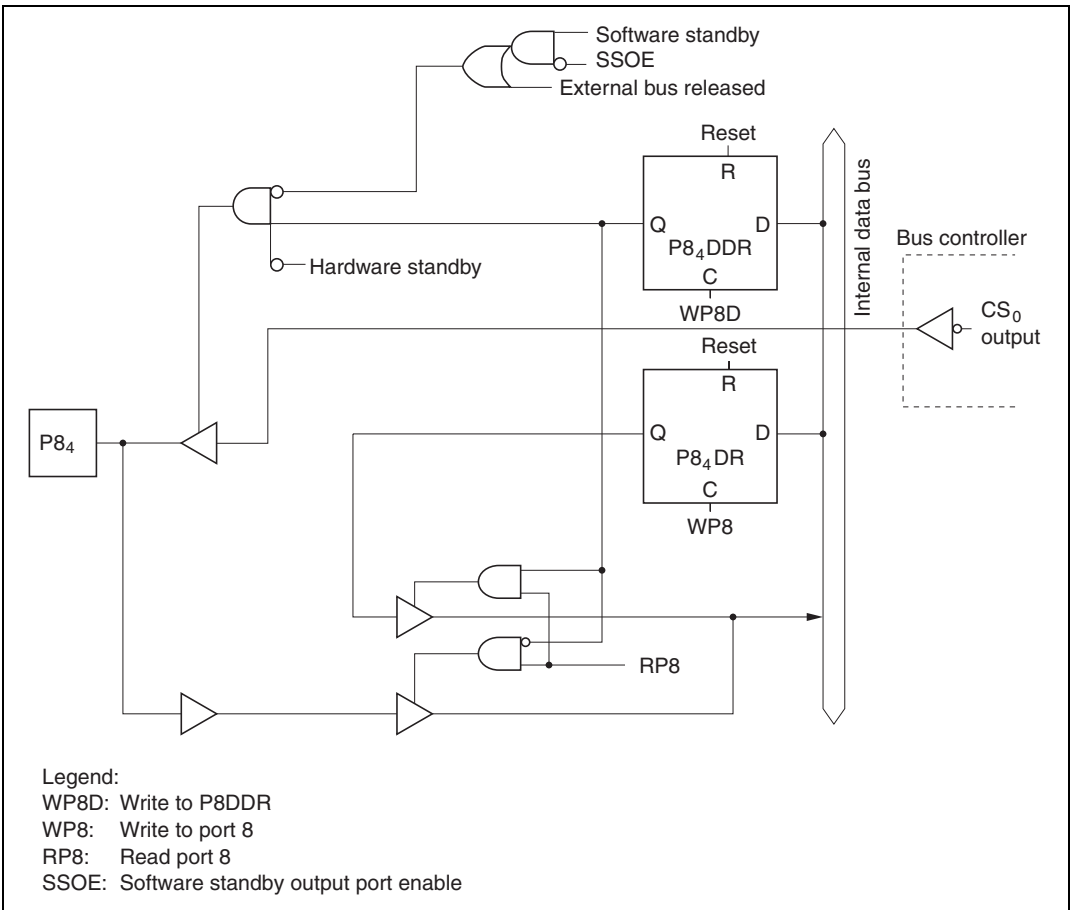 Software standby
SSOE
External bus released
Reset
R
Q
D
P8₄DDR
C
WP8D
Hardware standby
Internal data bus
Bus controller
CS₀
output
Reset
R
Q
D
P8₄DR
C
WP8
P8₄
RP8
Legend:
WP8D: Write to P8DDR
WP8: Write to port 8
RP8: Read port 8
SSOE: Software standby output port enable